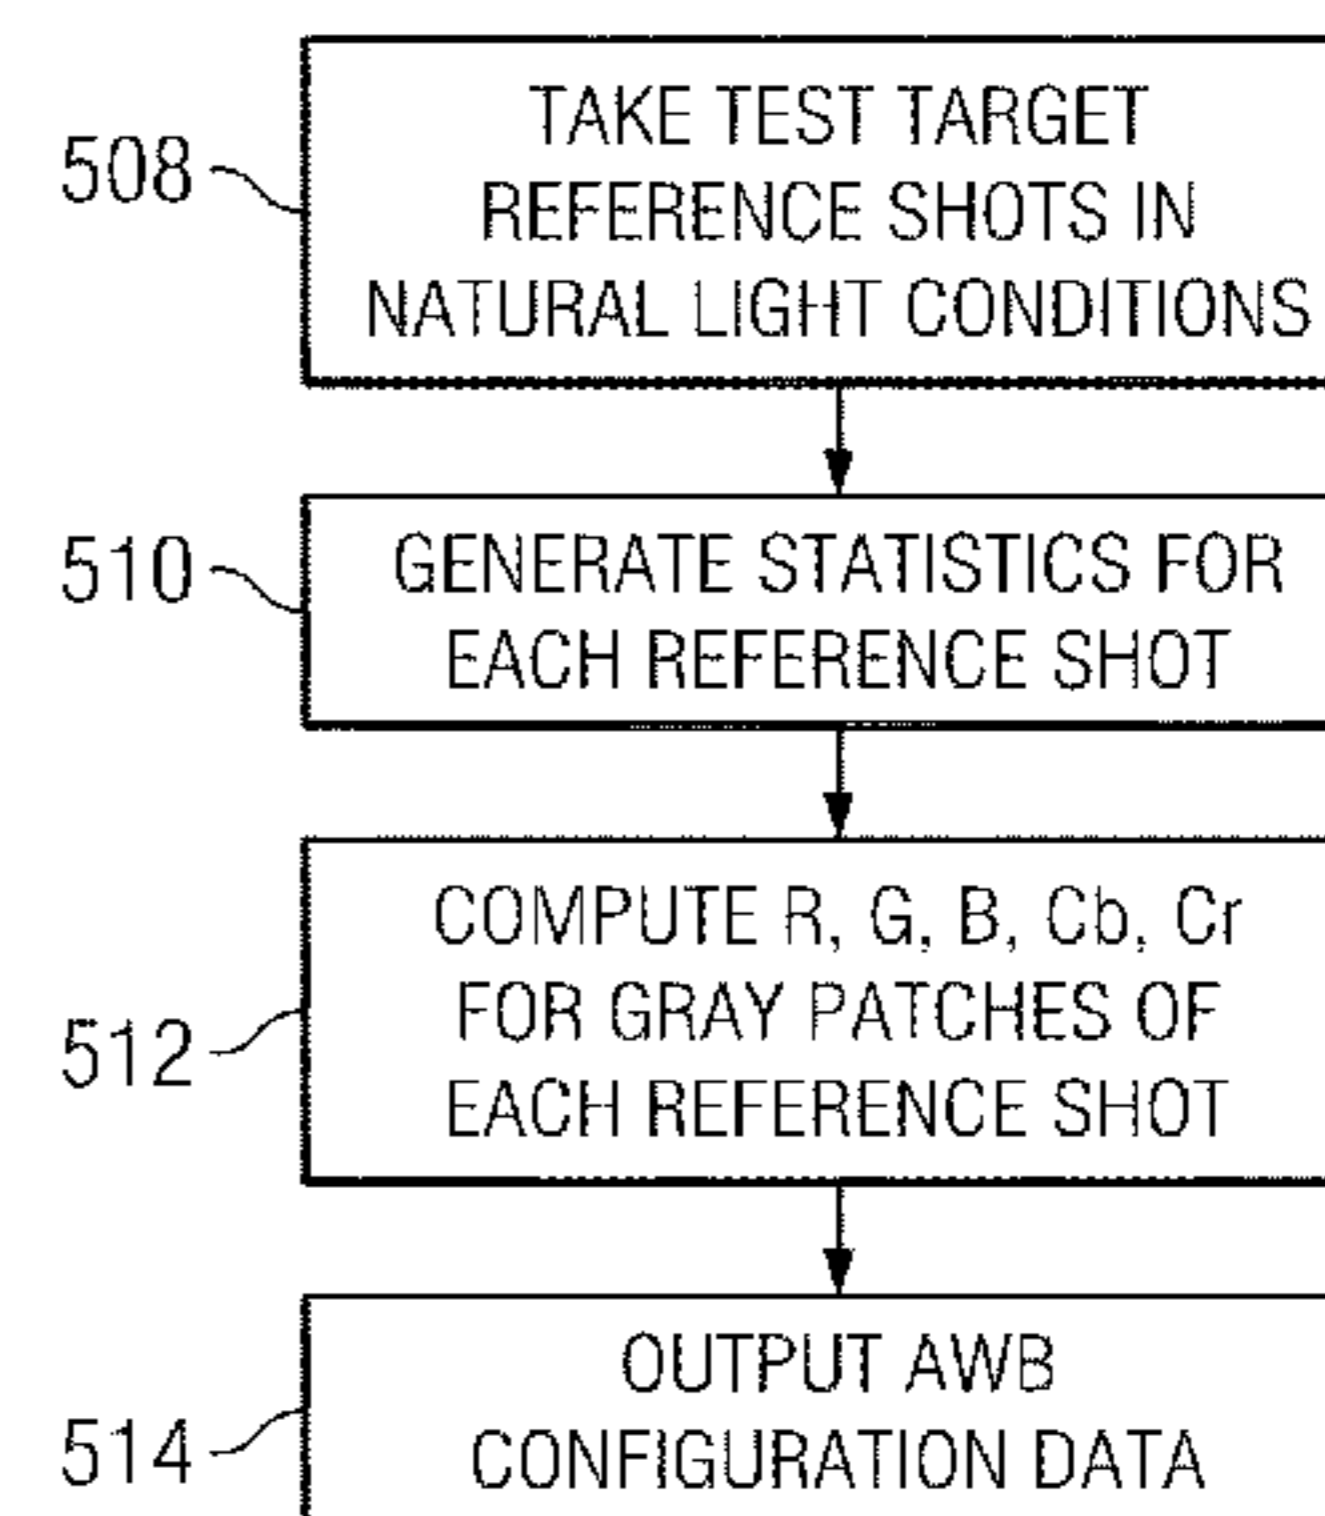 508
TAKE TEST TARGET
REFERENCE SHOTS IN
NATURAL LIGHT CONDITIONS
510
GENERATE STATISTICS FOR
EACH REFERENCE SHOT
512
COMPUTE R, G, B, Cb, Cr
FOR GRAY PATCHES OF
EACH REFERENCE SHOT
514
OUTPUT AWB
CONFIGURATION DATA